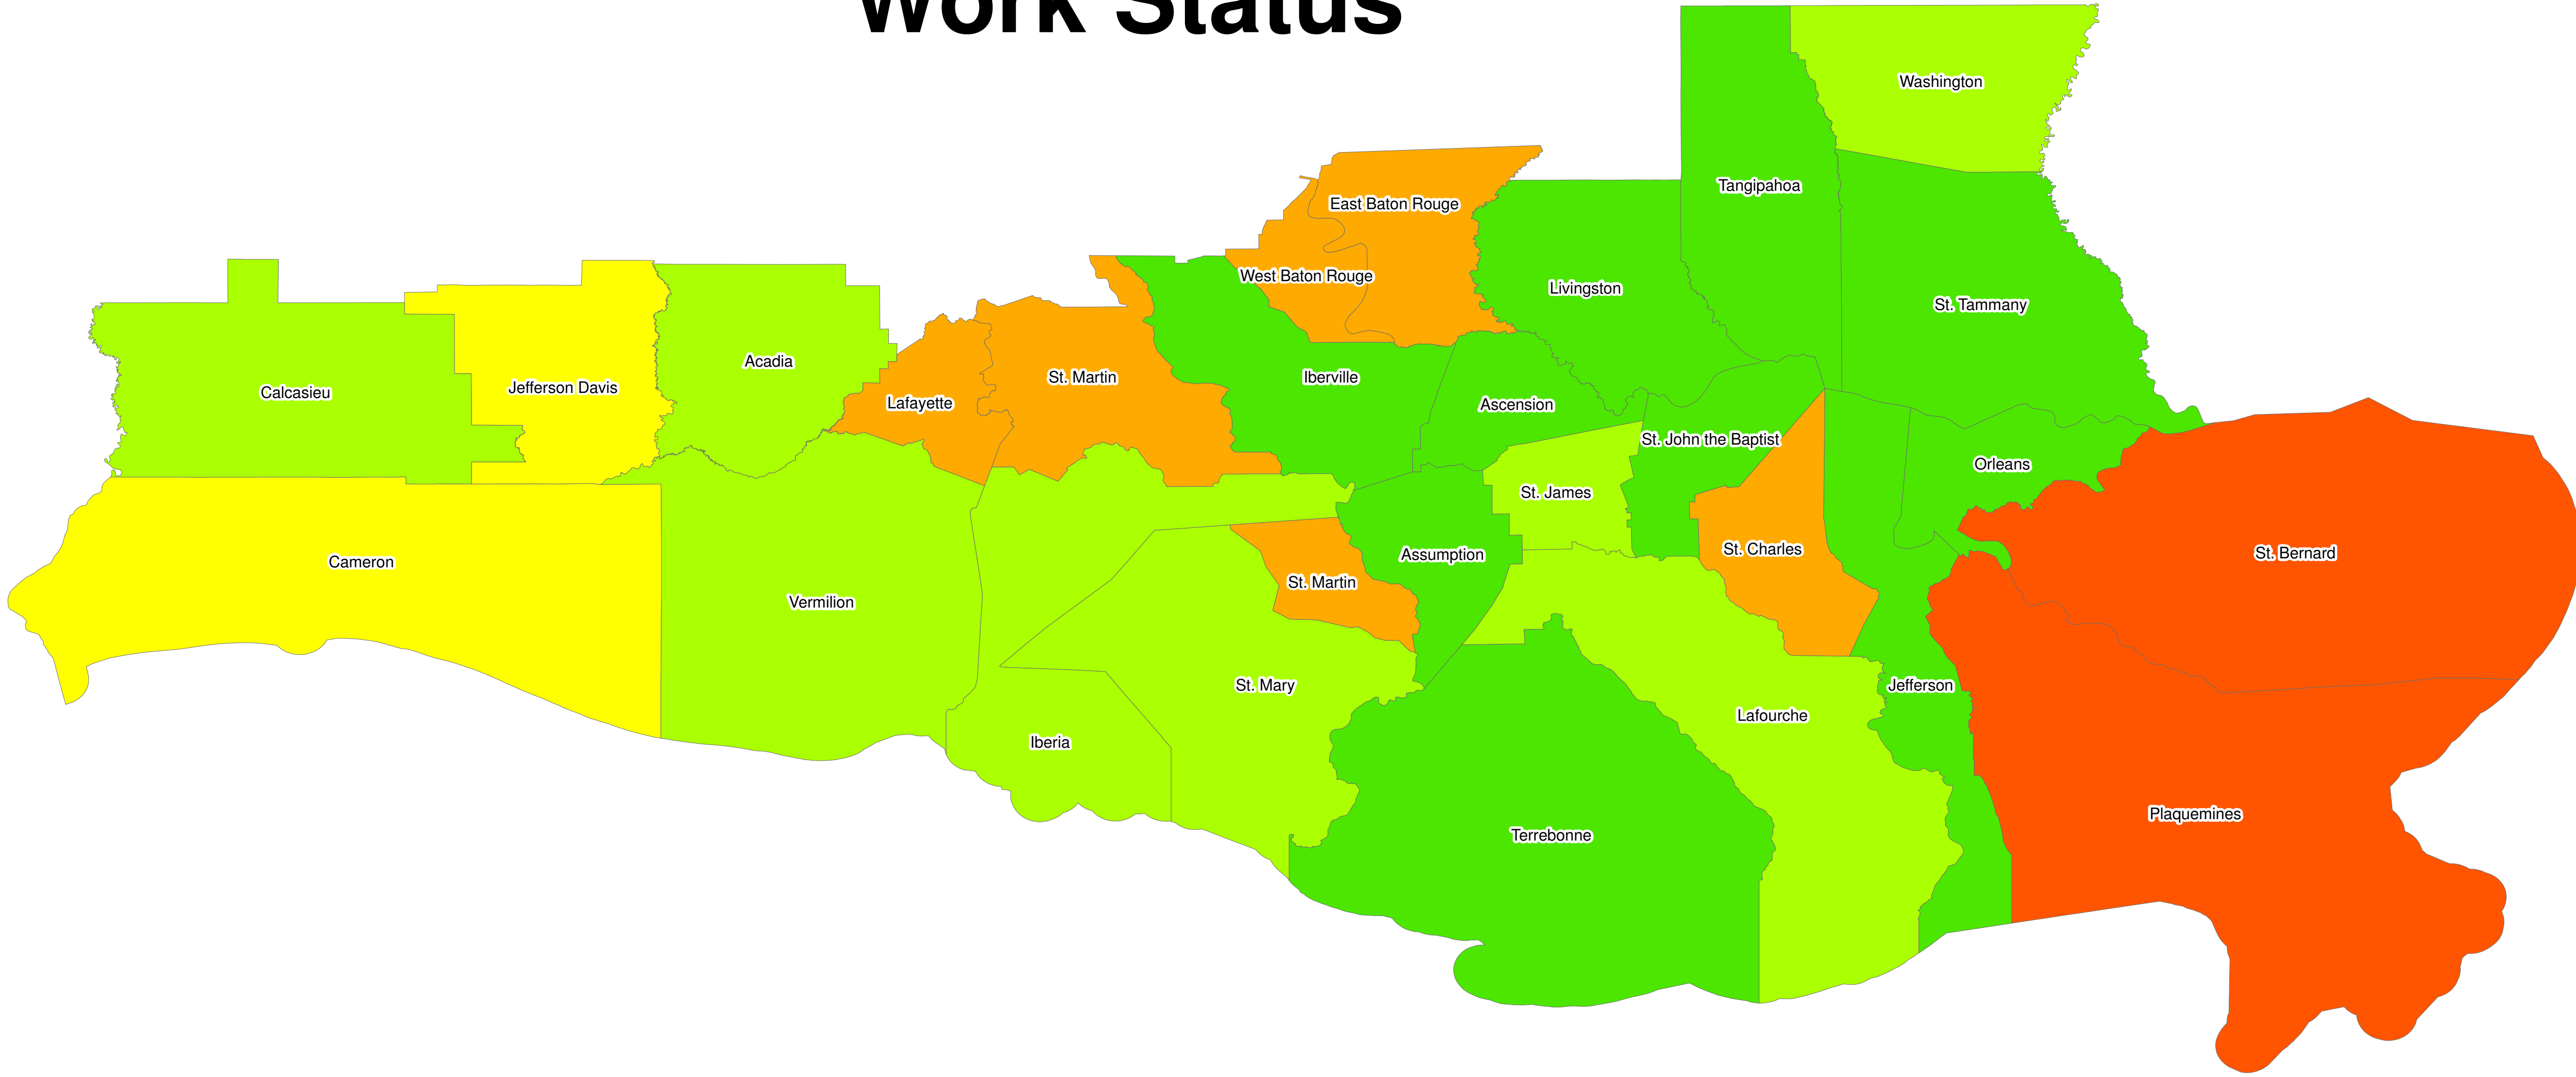 Work Status
Washington
Tangipahoa
East Baton Rouge
West Baton Rouge
Livingston
St. Tammany
Acadia
St. Martin
Iberville
Jefferson Davis
Calcasieu
Lafayette
Ascension
St. John the Baptist
Orleans
St. James
St. Charles
St. Bernard
Assumption
Cameron
St. Martin
Vermilion
St. Mary
Jefferson
Lafourche
Iberia
Plaquemines
Terrebonne